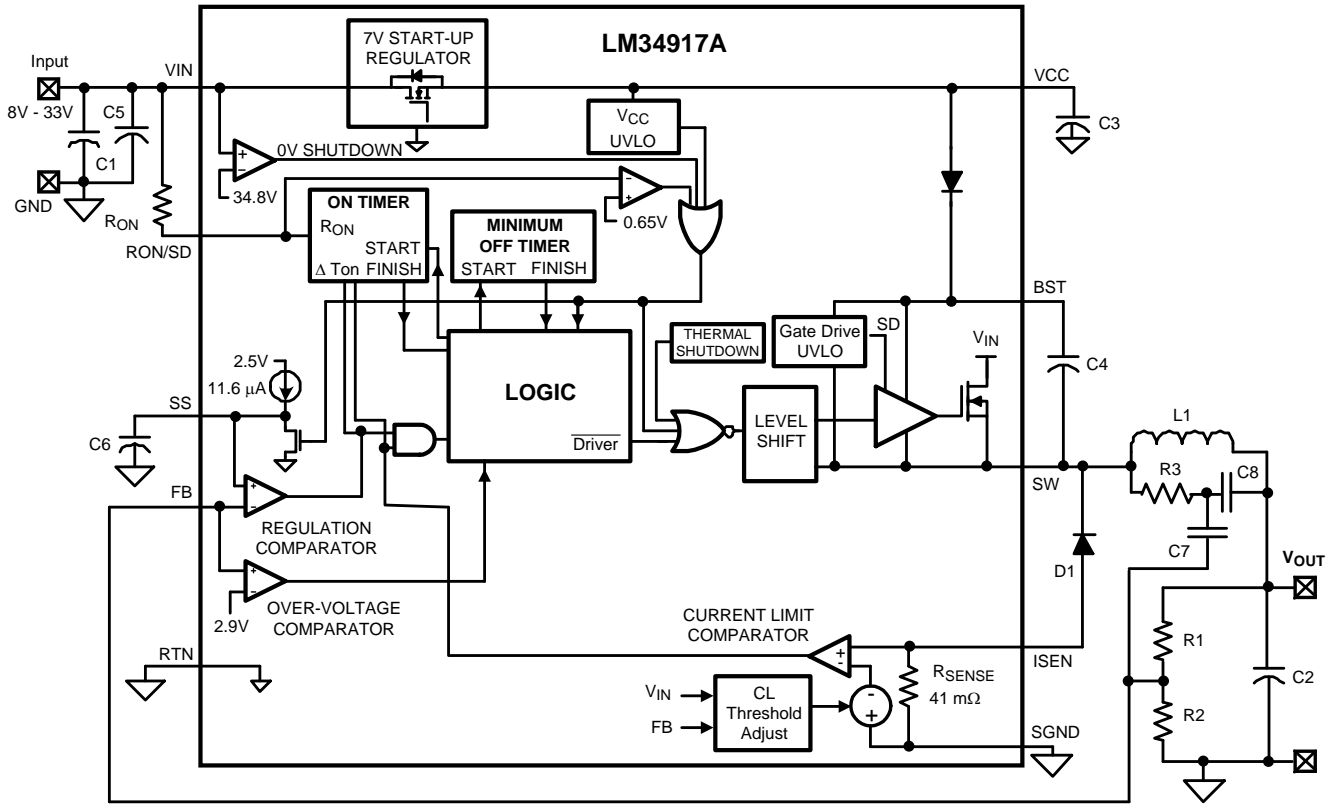 LM34917A
7V START-UP
REGULATOR
Input
VIN
VCC
8V - 33V
C5
C1
GND
RON
RON/SD
VCC
UVLO
C3
0V SHUTDOWN
34.8V
0.65V
ON TIMER
RON
START
Δ Ton FINISH
MINIMUM
OFF TIMER
START FINISH
BST
THERMAL
SHUTDOWN
Gate Drive
UVLO
SD
VIN
C4
2.5V
11.6 μA
SS
C6
LOGIC
Driver
LEVEL
SHIFT
L1
R3
C8
SW
C7
FB
REGULATION
COMPARATOR
D1
VOUT
2.9V
OVER-VOLTAGE
COMPARATOR
CURRENT LIMIT
COMPARATOR
RTN
ISEN
R1
C2
RSENSE
41 mΩ
VIN
FB
CL
Threshold
Adjust
R2
SGND